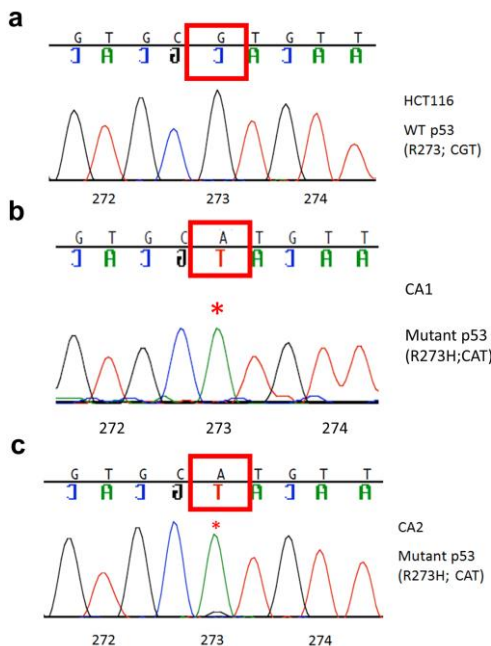 a
G T G C G T G T T
C A C G C A C A A
HCT116
WT p53
(R273; CGT)
272 273 274
b
G T G C A T G T T
C A C G T A C A A
*
CA1
Mutant p53
(R273H;CAT)
272 273 274
c
G T G C A T G T T
C A C G T A C A A
*
CA2
Mutant p53
(R273H; CAT)
272 273 274